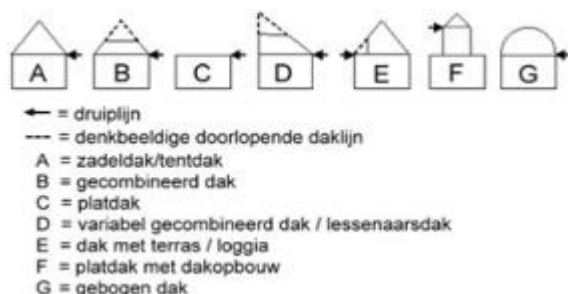 A B C D E F G
= druiplijn
= denkbeeldige doorlopende daklijn
A = zadeldak/tentdak
B = gecombineerd dak
C = platdak
D = variabel gecombineerd dak / lessenaarsdak
E = dak met terras / loggia
F = platdak met dakopbouw
G = gebogen dak